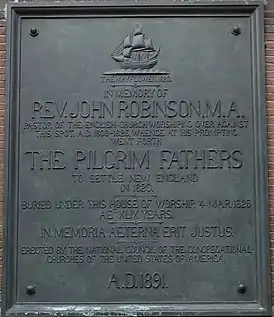 THE MAYFLOWER, 1620.
IN MEMORY OF
REV. JOHN ROBINSON, M.A.
PASTOR OF THE ENGLISH CHURCH WORSHIPING OVER AGAINST
THIS SPOT, A.D. 1609-1625, WHENCE AT HIS PROMPTING
WENT FORTH
THE PILGRIM FATHERS
TO SETTLE NEW ENGLAND
IN 1620.
BURIED UNDER THIS HOUSE OF WORSHIP 4 MAR. 1625
AET XLIX YEARS.
IN MEMORIA AETERNA ERIT JUSTUS.
ERECTED BY THE NATIONAL COUNCIL OF THE CONGREGATIONAL
CHURCHES OF THE UNITED STATES OF AMERICA,
A.D. 1891.